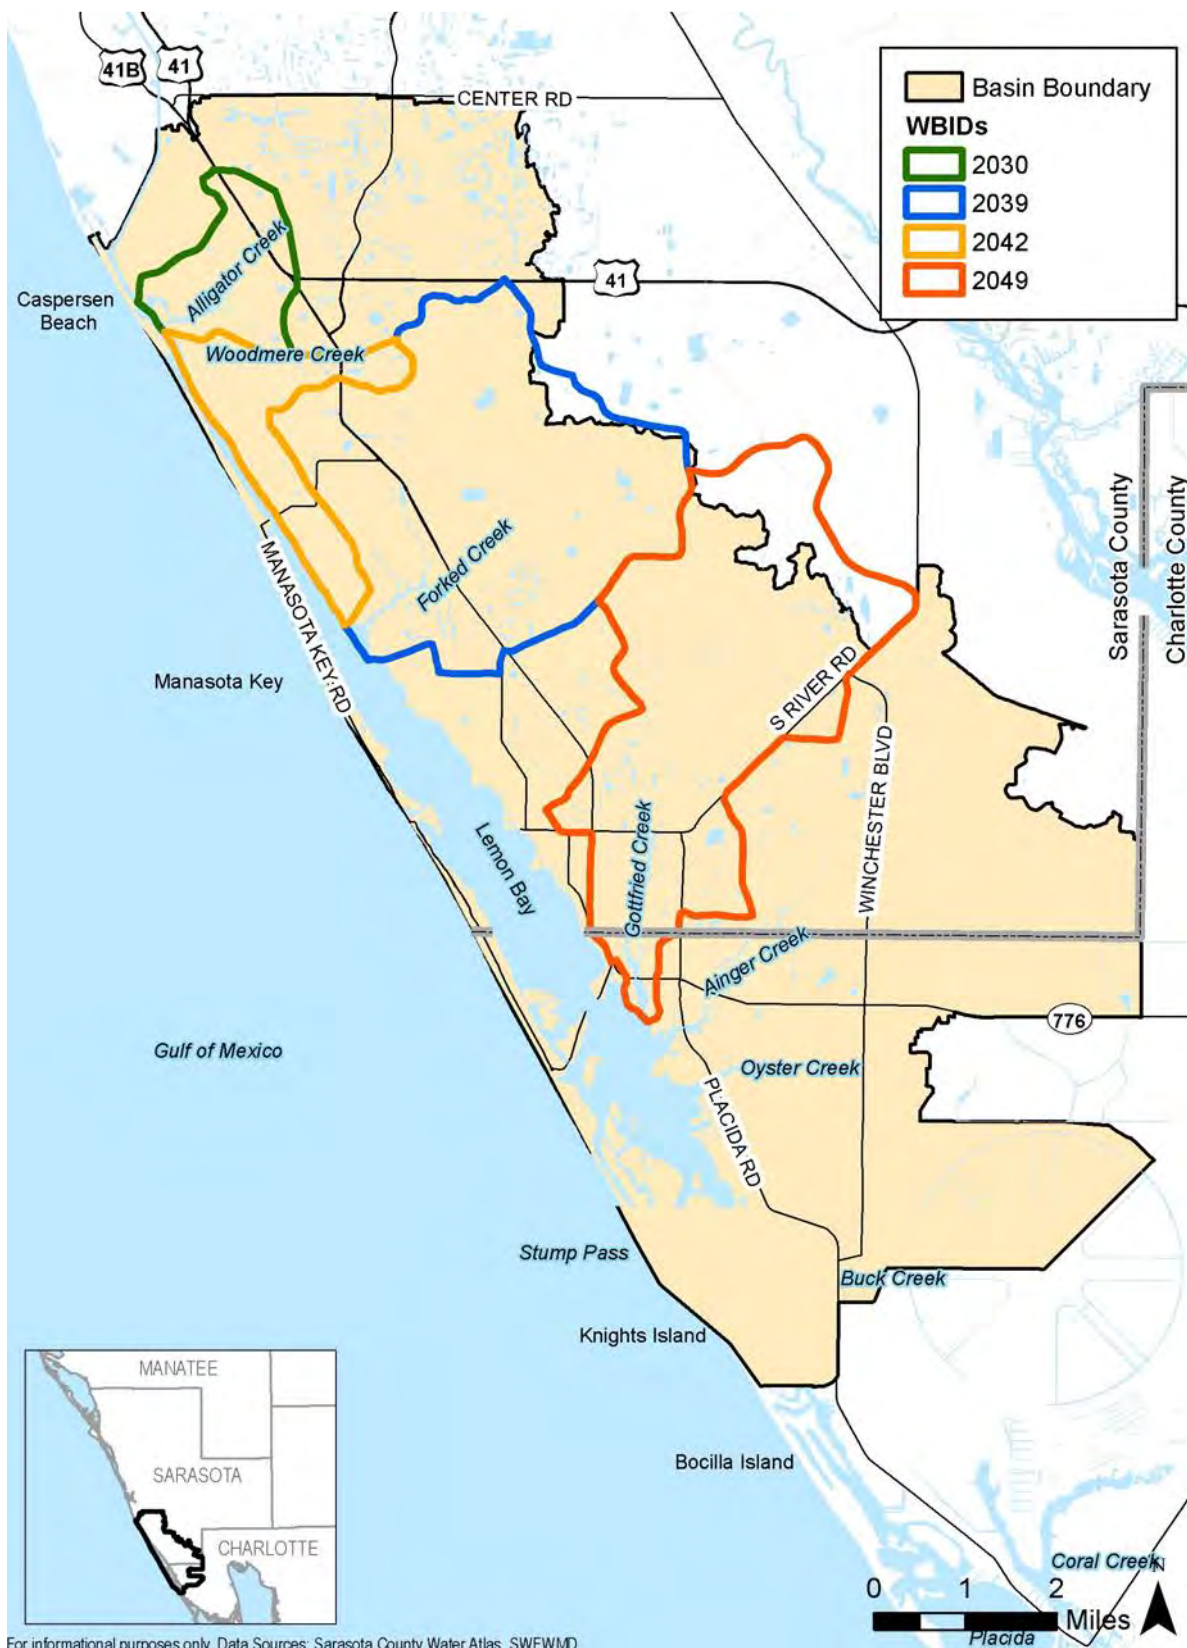 41B
41
CENTER RD
Basin Boundary
WBIDs
2030
2039
2042
2049
Alligator Creek
41
Caspersen
Beach
Woodmere Creek
Sarasota County
Charlotte County
MANASOTA KEY RD
Forked Creek
Manasota Key
S RIVER RD
WINCHESTER BLVD
Lemon Bay
Gottfried Creek
Ainger Creek
776
Gulf of Mexico
Oyster Creek
PLACIDA RD
Stump Pass
Buck Creek
Knights Island
MANATEE
SARASOTA
CHARLOTTE
Bocilla Island
Coral Creek
N
0 1 2
Miles
Placida
For informational purposes only. Data Sources: Sarasota County Water Atlas, SWFWMD